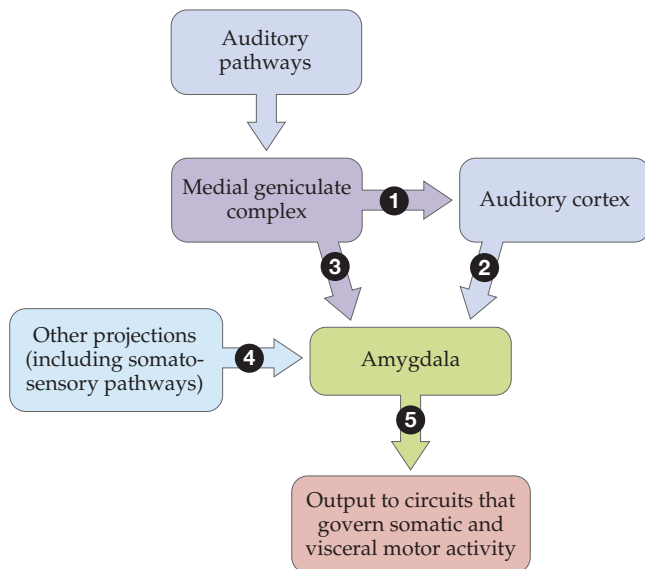 Auditory
pathways
Medial geniculate
complex
1
Auditory cortex
3
2
Other projections
(including somato-
sensory pathways)
4
Amygdala
5
Output to circuits that
govern somatic and
visceral motor activity